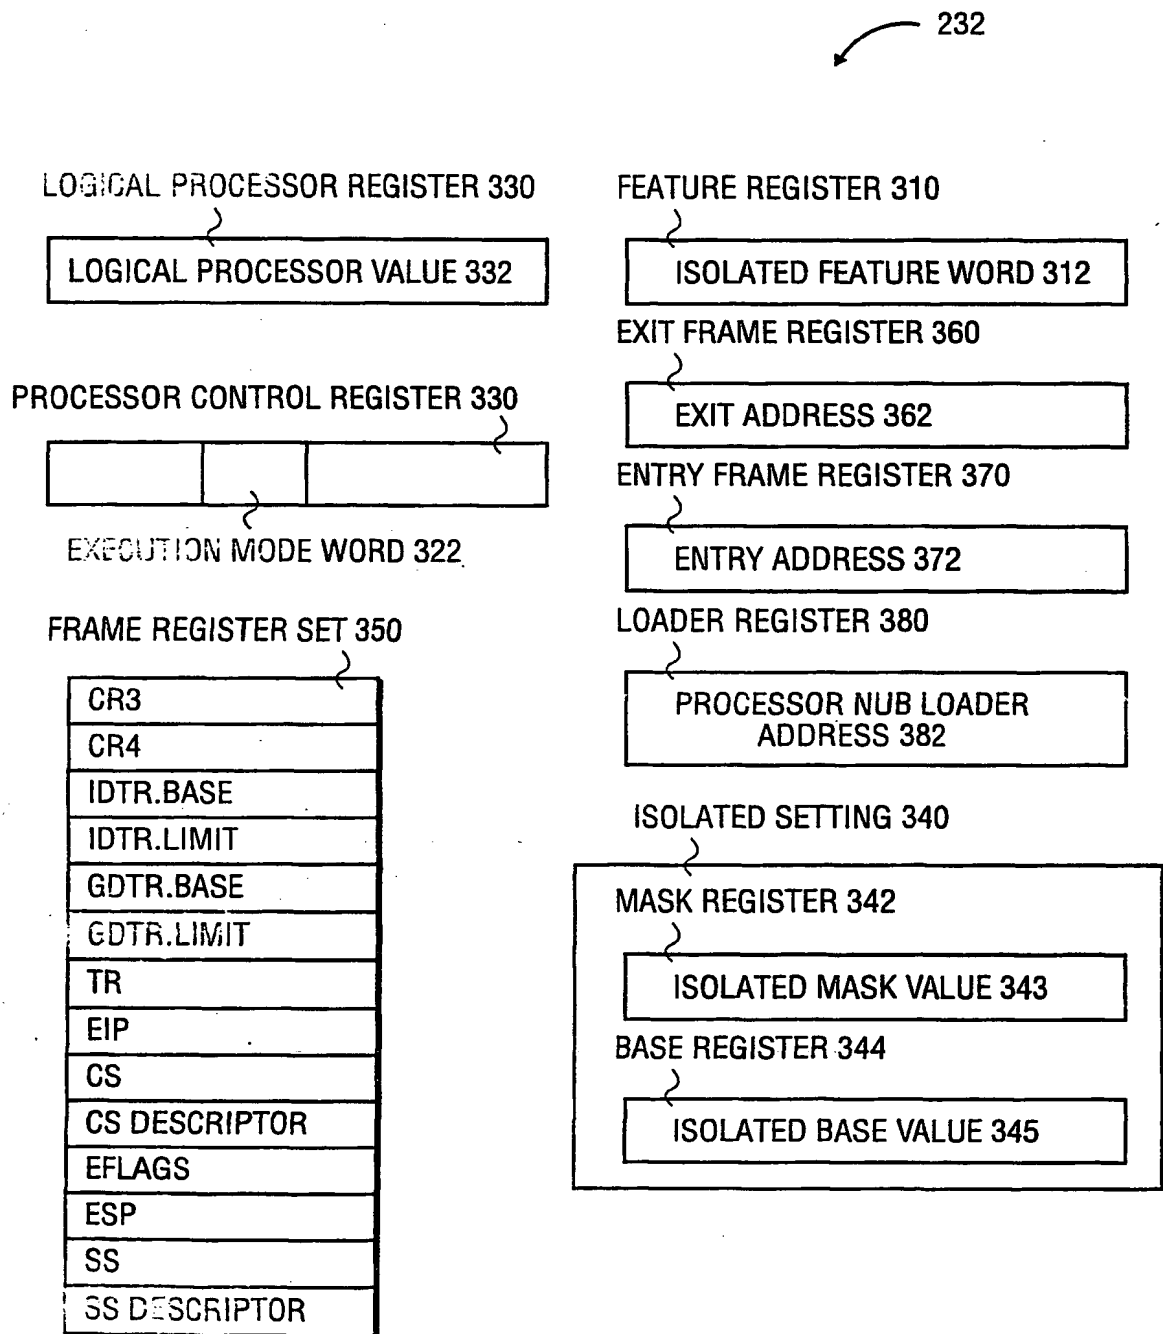 232
LOGICAL PROCESSOR REGISTER 330
LOGICAL PROCESSOR VALUE 332
PROCESSOR CONTROL REGISTER 330
EXECUTION MODE WORD 322
FRAME REGISTER SET 350
CR3
CR4
IDTR.BASE
IDTR.LIMIT
GDTR.BASE
GDTR.LIMIT
TR
EIP
CS
CS DESCRIPTOR
EFLAGS
ESP
SS
SS DESCRIPTOR
FEATURE REGISTER 310
ISOLATED FEATURE WORD 312
EXIT FRAME REGISTER 360
EXIT ADDRESS 362
ENTRY FRAME REGISTER 370
ENTRY ADDRESS 372
LOADER REGISTER 380
PROCESSOR NUB LOADER
ADDRESS 382
ISOLATED SETTING 340
MASK REGISTER 342
ISOLATED MASK VALUE 343
BASE REGISTER 344
ISOLATED BASE VALUE 345